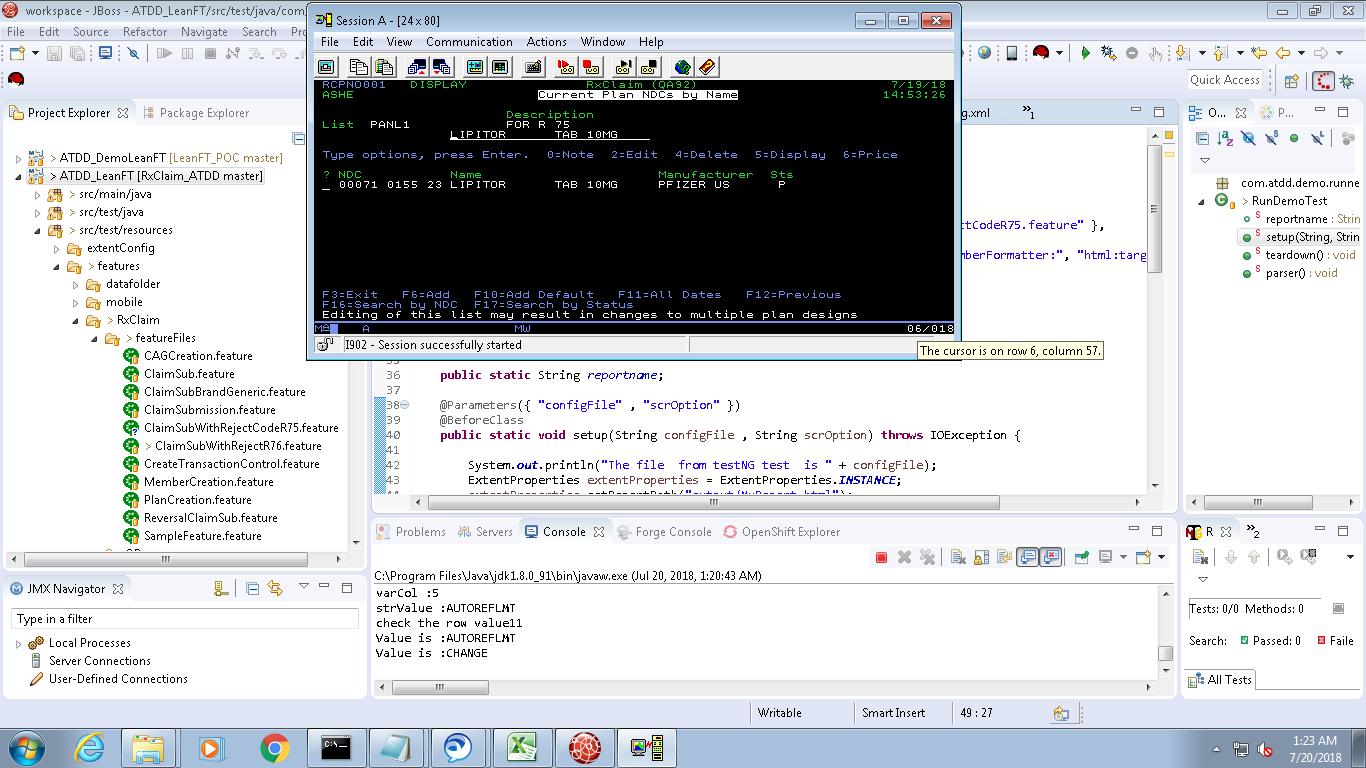 workspace - JBoss - ATDD_LeanFT/src/test/java/com
File Edit Source Refactor Navigate Search
Quick Access
Project Explorer
Package Explorer
> ATDD_DemoLeanFT [LeanFT_POC master]
> ATDD_LeanFT [RxClaim_ATDD master]
> src/main/java
> src/test/java
> src/test/resources
extentConfig
> features
datafolder
mobile
> RxClaim
> featureFiles
CAGCreation.feature
ClaimSub.feature
ClaimSubBrandGeneric.feature
ClaimSubmission.feature
ClaimSubWithRejectCodeR75.feature
> ClaimSubWithRejectR76.feature
CreateTransactionControl.feature
MemberCreation.feature
PlanCreation.feature
ReversalClaimSub.feature
SampleFeature.feature
JMX Navigator
Type in a filter
Local Processes
Server Connections
User-Defined Connections
Session A - [24 x 80]
File Edit View Communication Actions Window Help
RCPNO001 DISPLAY RxClaim (QA92) 7/19/18
ASHE Current Plan NDCs by Name 14:53:26
Description
List PANL1 FOR R 75
LIPITOR TAB 10MG
Type options, press Enter. 0=Note 2=Edit 4=Delete 5=Display 6=Price
? NDC Name Manufacturer Sts
_ 00071 0155 23 LIPITOR TAB 10MG PFIZER US P
F3=Exit F6=Add F10=Add Default F11=All Dates F12=Previous
F16=Search by NDC F17=Search by Status
Editing of this list may result in changes to multiple plan designs
A MW 06/018
I902 - Session successfully started
The cursor is on row 6, column 57.
g.xml
1
ctCodeR75.feature" },
mberFormatter:", "html:targ
36 public static String reportname;
37
38 @Parameters({ "configFile" , "scrOption" })
39 @BeforeClass
40 public static void setup(String configFile , String scrOption) throws IOException {
41
42 System.out.println("The file from testNG test is " + configFile);
43 ExtentProperties extentProperties = ExtentProperties.INSTANCE;
O...
P...
com.atdd.demo.runne
> RunDemoTest
reportname : Strin
setup(String, Strin
teardown() : void
parser() : void
Problems Servers Console Forge Console OpenShift Explorer
C:\Program Files\Java\jdk1.8.0_91\bin\javaw.exe (Jul 20, 2018, 1:20:43 AM)
varCol :5
strValue :AUTOREFLMT
check the row value11
Value is :AUTOREFLMT
Value is :CHANGE
R
2
Tests: 0/0 Methods: 0
Search: Passed: 0 Faile
All Tests
Writable Smart Insert 49 : 27
1:23 AM
7/20/2018